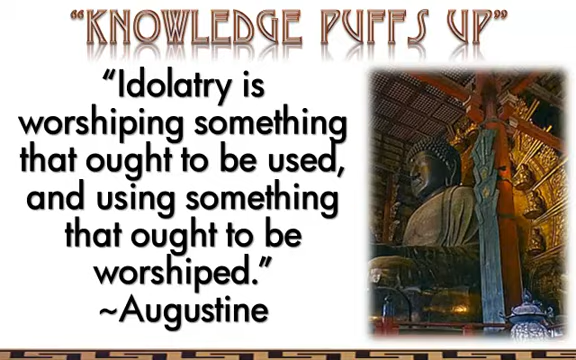 “KNOWLEDGE PUFFS UP”
“Idolatry is
worshiping something
that ought to be used,
and using something
that ought to be
worshiped.”
~Augustine